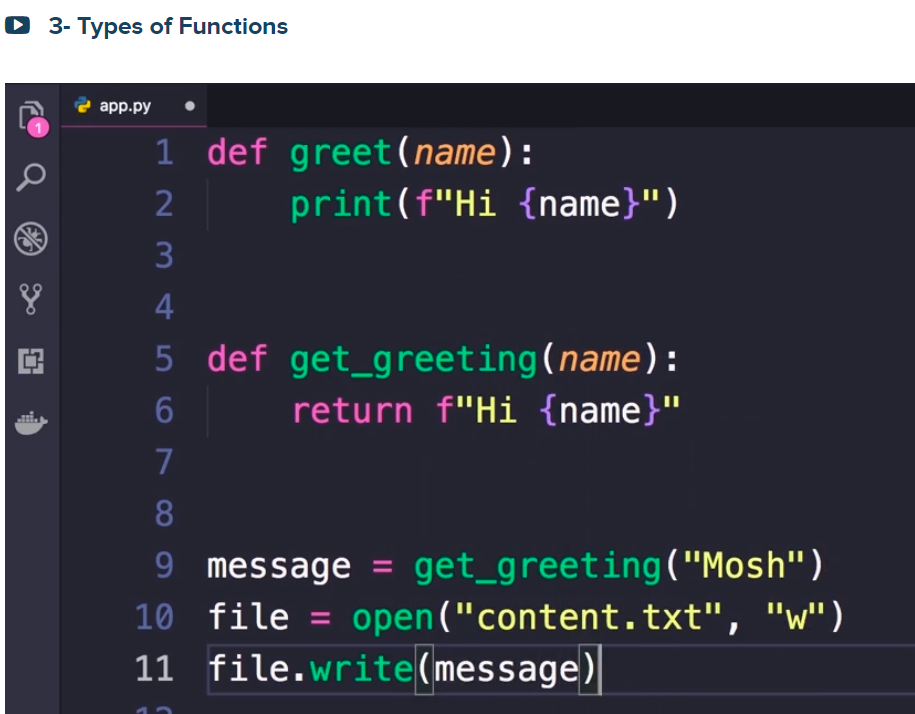 3- Types of Functions
1
app.py
1 def greet(name):
2     print(f"Hi {name}")
3
4
5 def get_greeting(name):
6     return f"Hi {name}"
7
8
9 message = get_greeting("Mosh")
10 file = open("content.txt", "w")
11 file.write(message)
12